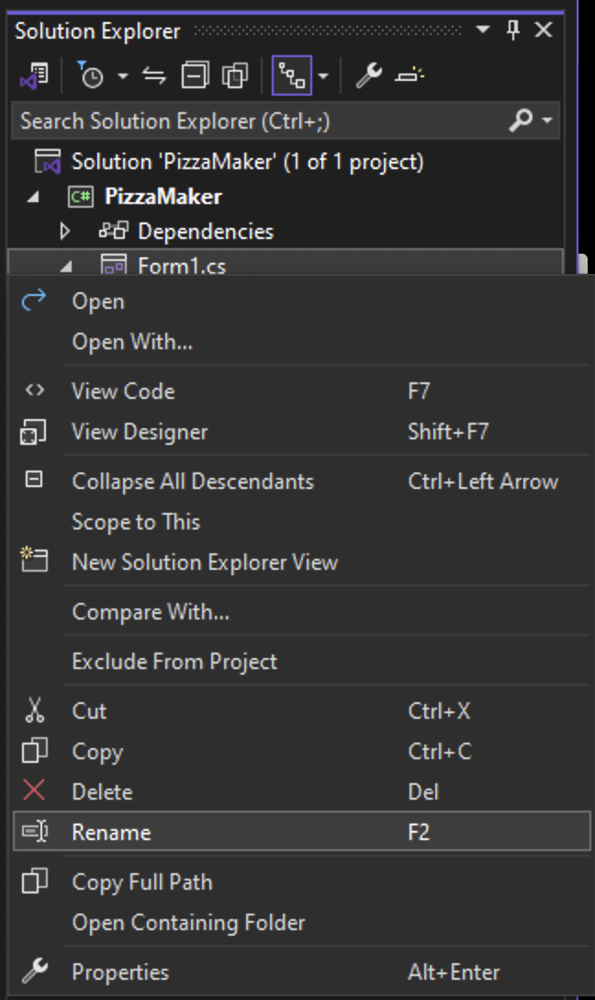 Solution Explorer
Search Solution Explorer (Ctrl+;)
Solution 'PizzaMaker' (1 of 1 project)
C# PizzaMaker
Dependencies
Form1.cs
Open
Open With...
View Code F7
View Designer Shift+F7
Collapse All Descendants Ctrl+Left Arrow
Scope to This
New Solution Explorer View
Compare With...
Exclude From Project
Cut Ctrl+X
Copy Ctrl+C
Delete Del
Rename F2
Copy Full Path
Open Containing Folder
Properties Alt+Enter